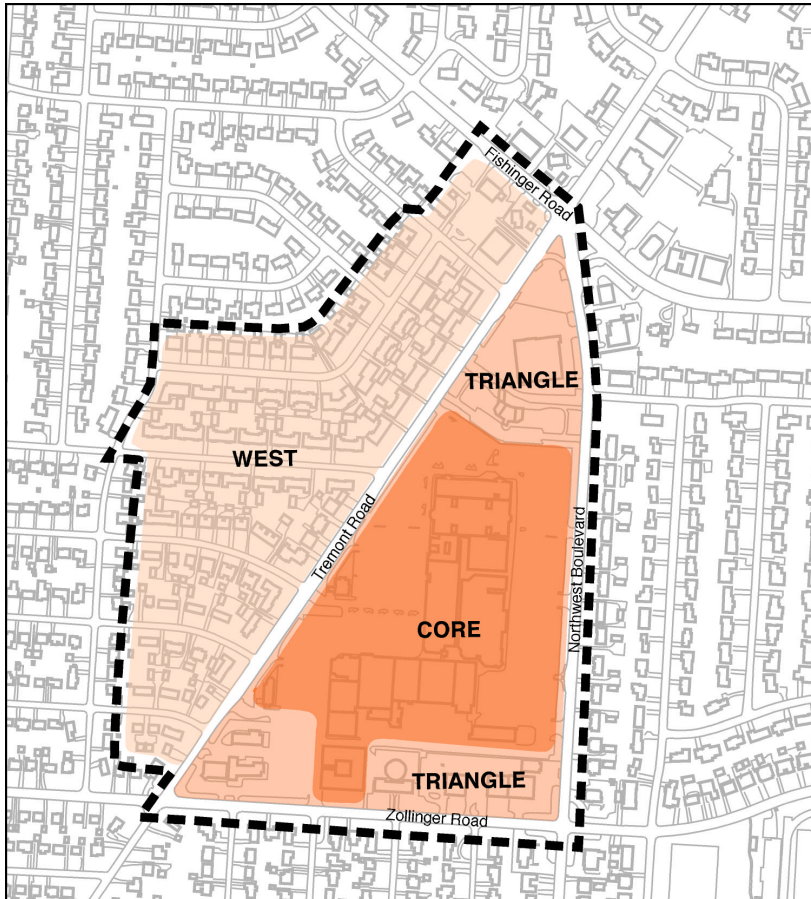 Fishinger Road
TRIANGLE
WEST
Tremont Road
Northwest Boulevard
CORE
TRIANGLE
Zollinger Road